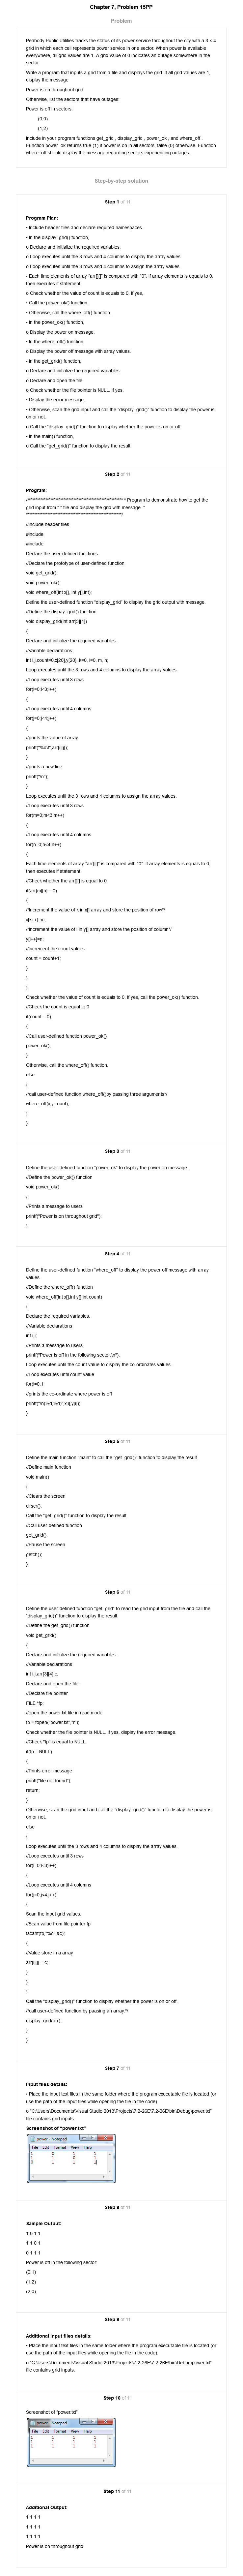 Chapter 7, Problem 15PP
Problem
Peabody Public Utilities tracks the status of its power service throughout the city with a 3 x 4
grid in which each cell represents power service in one sector. When power is available
everywhere, all grid values are 1. A grid value of 0 indicates an outage somewhere in the
sector.
Write a program that inputs a grid from a file and displays the grid. If all grid values are 1,
display the message
Power is on throughout grid.
Otherwise, list the sectors that have outages:
Power is off in sectors:
(0,0)
(1,2)
Include in your program functions get_grid , display_grid , power_ok , and where_off .
Function power_ok returns true (1) if power is on in all sectors, false (0) otherwise. Function
where_off should display the message regarding sectors experiencing outages.
Step-by-step solution
Step 1 of 11
Program Plan:
• Include header files and declare required namespaces.
• In the display_grid() function,
o Declare and initialize the required variables.
o Loop executes until the 3 rows and 4 columns to display the array values.
o Loop executes until the 3 rows and 4 columns to assign the array values.
• Each time elements of array "arr[][]" is compared with "0". If array elements is equals to 0,
then executes if statement.
o Check whether the value of count is equals to 0. If yes,
• Call the power_ok() function.
• Otherwise, call the where_off() function.
• In the power_ok() function,
o Display the power on message.
• In the where_off() function,
o Display the power off message with array values.
• In the get_grid() function,
o Declare and initialize the required variables.
o Declare and open the file.
o Check whether the file pointer is NULL. If yes,
• Display the error message.
• Otherwise, scan the grid input and call the "display_grid()" function to display the power is
on or not.
o Call the "display_grid()" function to display whether the power is on or off.
• In the main() function,
o Call the "get_grid()" function to display the result.
Step 2 of 11
Program:
/********************************************************** * Program to demonstrate how to get the
grid input from * * file and display the grid with message. *
**********************************************************/
//Include header files
#include
#include
Declare the user-defined functions.
//Declare the prototype of user-defined function
void get_grid();
void power_ok();
void where_off(int x[], int y[],int);
Define the user-defined function "display_grid" to display the grid output with message.
//Define the dispay_grid() function
void display_grid(int arr[3][4])
{
Declare and initialize the required variables.
//Variable declarations
int i,j,count=0,x[20],y[20], k=0, l=0, m, n;
Loop executes until the 3 rows and 4 columns to display the array values.
//Loop executes until 3 rows
for(i=0;i<3;i++)
{
//Loop executes until 4 columns
for(j=0;j<4;j++)
{
//prints the value of array
printf("%d\t",arr[i][j]);
}
//prints a new line
printf("\n");
}
Loop executes until the 3 rows and 4 columns to assign the array values.
//Loop executes until 3 rows
for(m=0;m<3;m++)
{
//Loop executes until 4 columns
for(n=0;n<4;n++)
{
Each time elements of array "arr[][]" is compared with "0". If array elements is equals to 0,
then executes if statement.
//Check whether the arr[][] is equal to 0
if(arr[m][n]==0)
{
/*Increment the value of k in x[] array and store the position of row*/
x[k++]=m;
/*Increment the value of l in y[] array and store the position of column*/
y[l++]=n;
//Increment the count values
count = count+1;
}
}
}
Check whether the value of count is equals to 0. If yes, call the power_ok() function.
//Check the count is equal to 0
if(count==0)
{
//Call user-defined function power_ok()
power_ok();
}
Otherwise, call the where_off() function.
else
{
/*call user-defined function where_off()by passing three arguments*/
where_off(x,y,count);
}
}
Step 3 of 11
Define the user-defined function "power_ok" to display the power on message.
//Define the power_ok() function
void power_ok()
{
//Prints a message to users
printf("Power is on throughout grid");
}
Step 4 of 11
Define the user-defined function "where_off" to display the power off message with array
values.
//Define the where_off() function
void where_off(int x[],int y[],int count)
{
Declare the required variables.
//Variable declarations
int i,j;
//Prints a message to users
printf("Power is off in the following sector:\n");
Loop executes until the count value to display the co-ordinates values.
//Loop executes until count value
for(i=0; i
//prints the co-ordinate where power is off
printf("\n(%d,%d)",x[i],y[i]);
}
Step 5 of 11
Define the main function "main" to call the "get_grid()" function to display the result.
//Define main function
void main()
{
//Clears the screen
clrscr();
Call the "get_grid()" function to display the result.
//Call user-defined function
get_grid();
//Pause the screen
getch();
}
Step 6 of 11
Define the user-defined function "get_grid" to read the grid input from the file and call the
"display_grid()" function to display the result.
//Define the get_grid() function
void get_grid()
{
Declare and initialize the required variables.
//Variable declarations
int i,j,arr[3][4],c;
Declare and open the file.
//Declare file pointer
FILE *fp;
//open the power.txt file in read mode
fp = fopen("power.txt","r");
Check whether the file pointer is NULL. If yes, display the error message.
//Check "fp" is equal to NULL
if(fp==NULL)
{
//Prints error message
printf("file not found");
return;
}
Otherwise, scan the grid input and call the "display_grid()" function to display the power is
on or not.
else
{
Loop executes until the 3 rows and 4 columns to display the array values.
//Loop executes until 3 rows
for(i=0;i<3;i++)
{
//Loop executes until 4 columns
for(j=0;j<4;j++)
{
Scan the input grid values.
//Scan value from file pointer fp
fscanf(fp,"%d",&c);
{
//Value store in a array
arr[i][j] = c;
}
}
}
Call the "display_grid()" function to display whether the power is on or off.
/*call user-defined function by passing an array.*/
display_grid(arr);
}
}
Step 7 of 11
Input files details:
• Place the input text files in the same folder where the program executable file is located (or
use the path of the input files while opening the file in the code).
o "C:\Users\Documents\Visual Studio 2013\Projects\7.2-26E\7.2-26E\bin\Debug\power.txt"
file contains grid inputs.
Screenshot of "power.txt"
power - Notepad
File Edit Format View Help
1 0 1 1
1 1 0 1
0 1 1 1
Step 8 of 11
Sample Output:
1 0 1 1
1 1 0 1
0 1 1 1
Power is off in the following sector:
(0,1)
(1,2)
(2,0)
Step 9 of 11
Additional input files details:
• Place the input text files in the same folder where the program executable file is located (or
use the path of the input files while opening the file in the code).
o "C:\Users\Documents\Visual Studio 2013\Projects\7.2-26E\7.2-26E\bin\Debug\power.txt"
file contains grid inputs.
Step 10 of 11
Screenshot of "power.txt"
power - Notepad
File Edit Format View Help
1 1 1 1
1 1 1 1
1 1 1 1
Step 11 of 11
Additional Output:
1 1 1 1
1 1 1 1
1 1 1 1
Power is on throughout grid